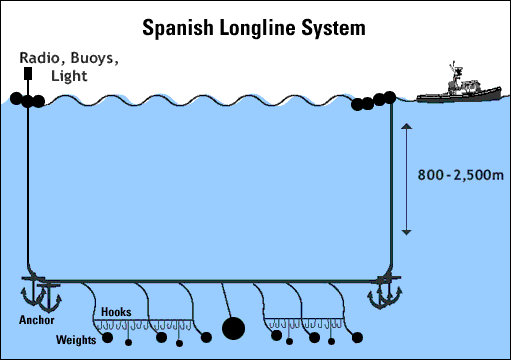 Spanish Longline System
Radio, Buoys,
Light
800-2,500m
Hooks
Anchor
Weights